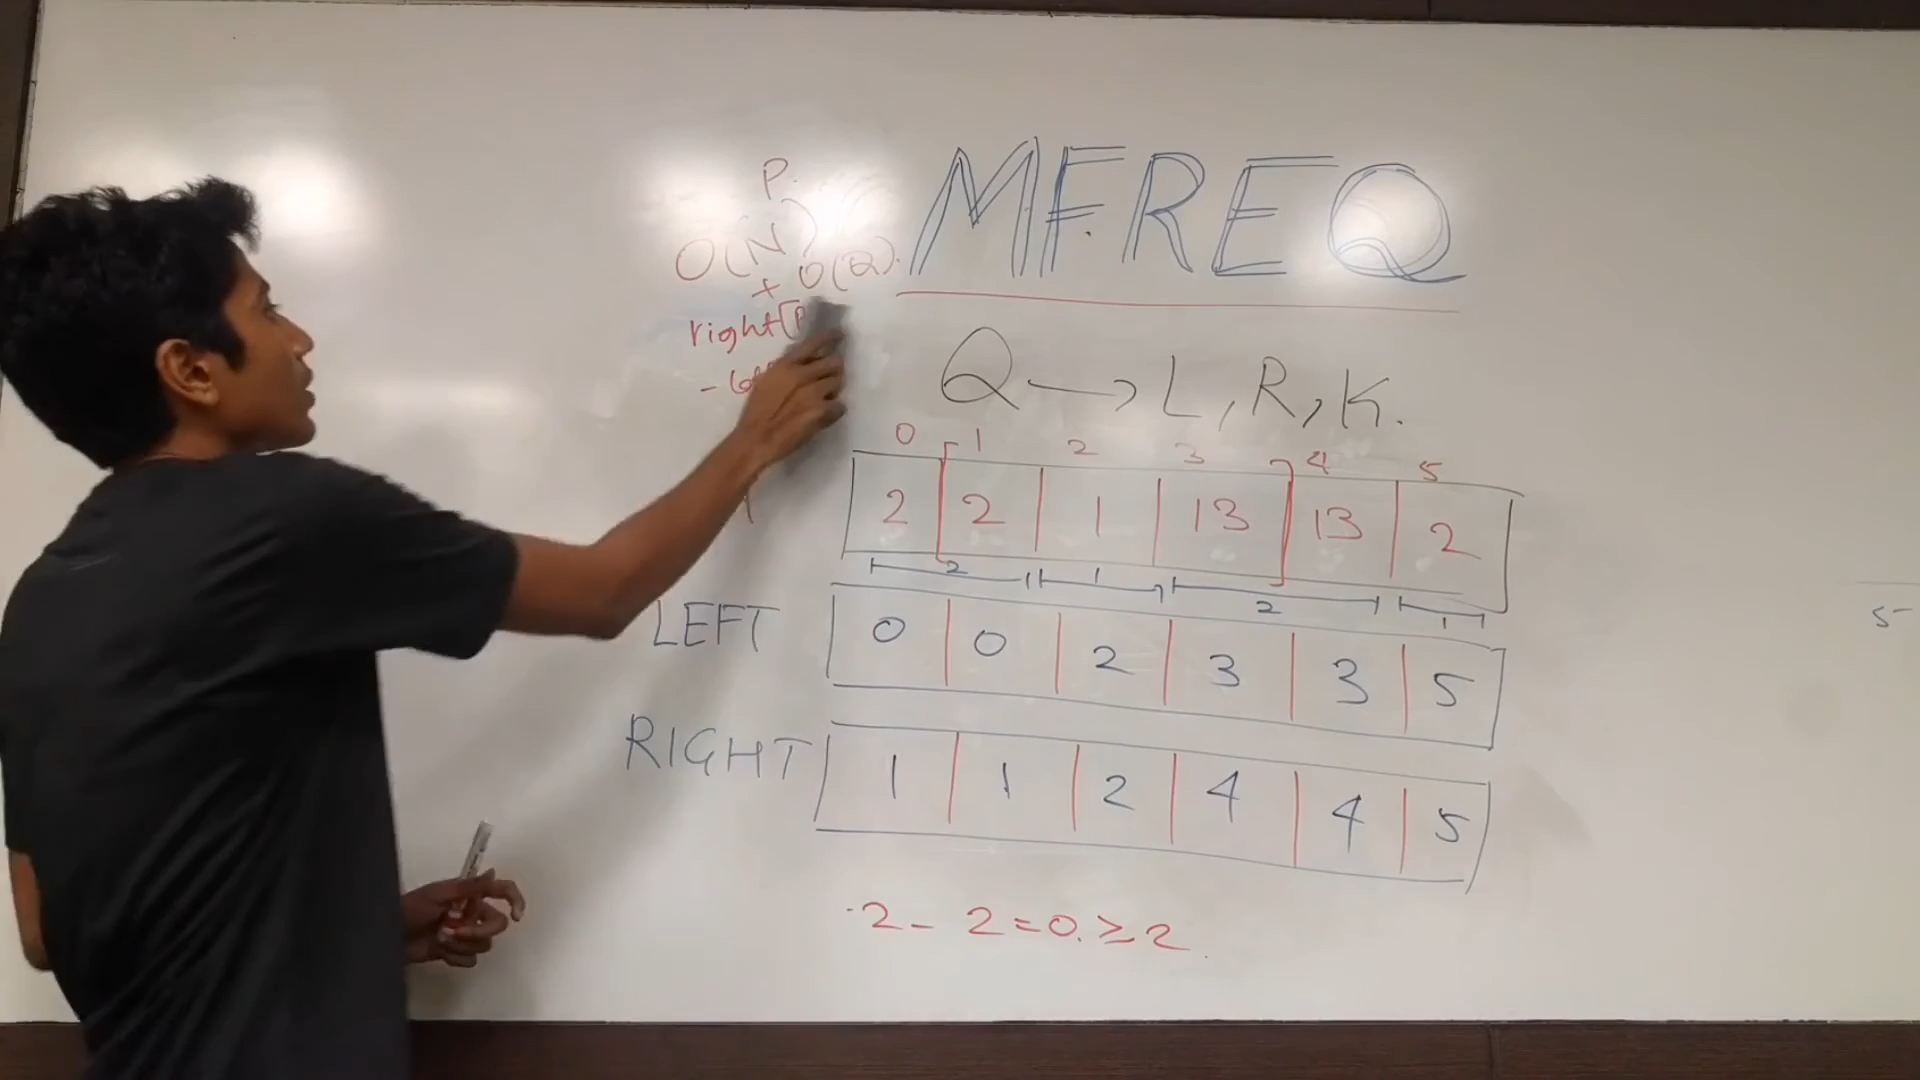 P.
MFREQ
O(N)
+ O(Q).
right[P
-
Q → L, R, K.
0 1 2 3 4 5
2 2 1 13 13 2
2 1 2 1
LEFT 0 0 2 3 3 5
5
RIGHT 1 1 2 4 4 5
2 - 2 = 0. ≥ 2.